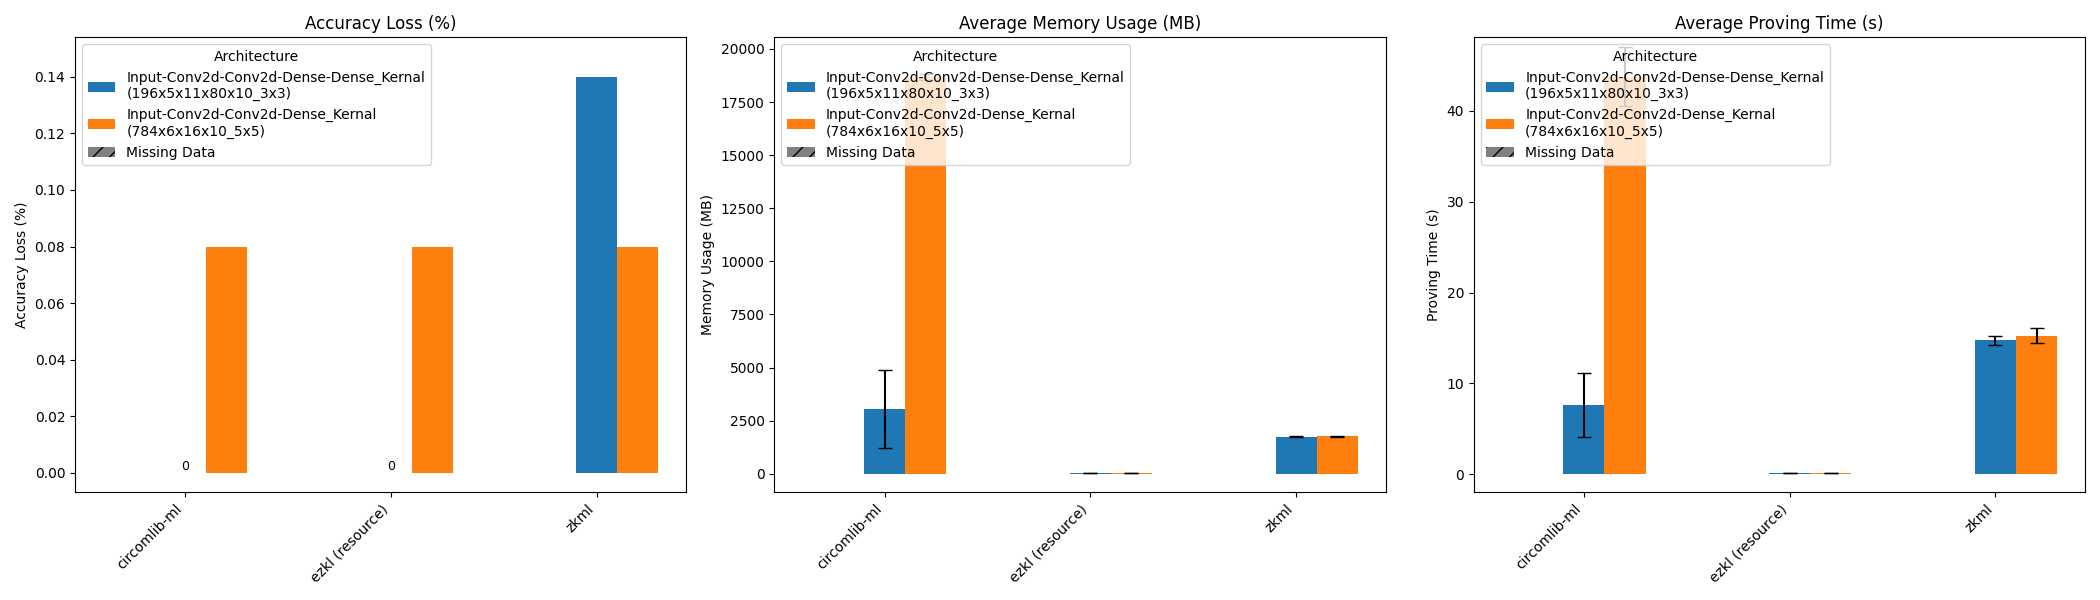 Accuracy Loss (%)
Accuracy Loss (%)
0.14
0.12
0.10
0.08
0.06
0.04
0.02
0.00
Architecture
Input-Conv2d-Conv2d-Dense-Dense_Kernal
(196x5x11x80x10_3x3)
Input-Conv2d-Conv2d-Dense_Kernal
(784x6x16x10_5x5)
Missing Data
0
0
circomlib-ml
ezkl (resource)
zkml
Average Memory Usage (MB)
Memory Usage (MB)
20000
17500
15000
12500
10000
7500
5000
2500
0
Architecture
Input-Conv2d-Conv2d-Dense-Dense_Kernal
(196x5x11x80x10_3x3)
Input-Conv2d-Conv2d-Dense_Kernal
(784x6x16x10_5x5)
Missing Data
circomlib-ml
ezkl (resource)
zkml
Average Proving Time (s)
Proving Time (s)
40
30
20
10
0
Architecture
Input-Conv2d-Conv2d-Dense-Dense_Kernal
(196x5x11x80x10_3x3)
Input-Conv2d-Conv2d-Dense_Kernal
(784x6x16x10_5x5)
Missing Data
circomlib-ml
ezkl (resource)
zkml